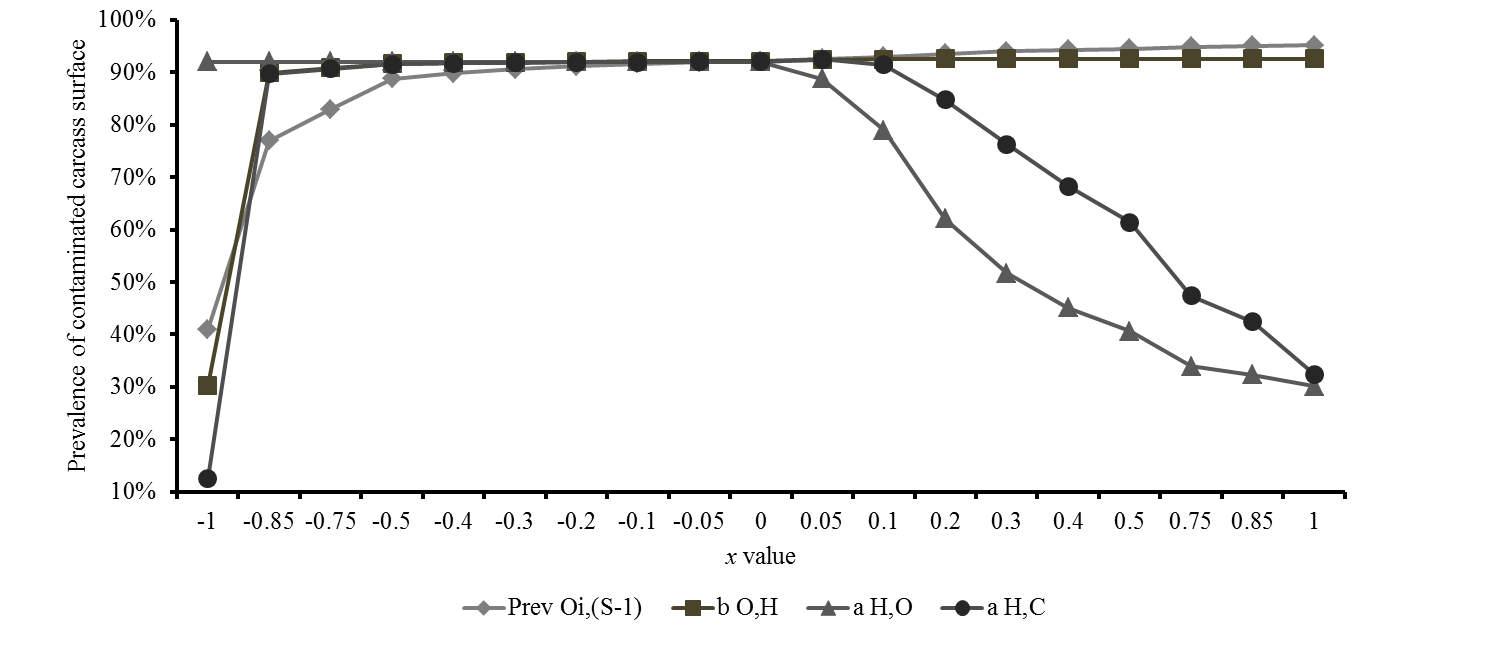 Prevalence of contaminated carcass surface
100%
90%
80%
70%
60%
50%
40%
30%
20%
10%
-1 -0.85 -0.75 -0.5 -0.4 -0.3 -0.2 -0.1 -0.05 0 0.05 0.1 0.2 0.3 0.4 0.5 0.75 0.85 1
x value
Prev Oi,(S-1) b O,H a H,O a H,C